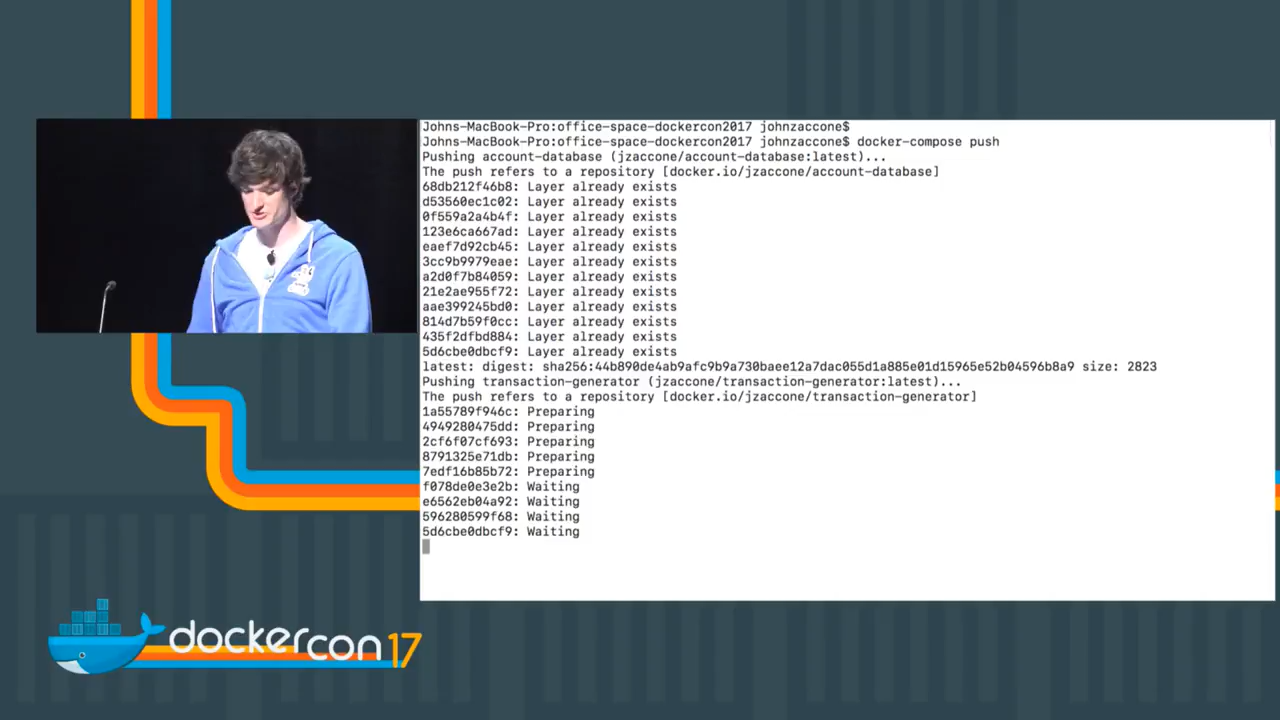 Johns-MacBook-Pro:office-space-dockercon2017 johnzaccone$
Johns-MacBook-Pro:office-space-dockercon2017 johnzaccone$ docker-compose push
Pushing account-database (jzaccone/account-database:latest)...
The push refers to a repository [docker.io/jzaccone/account-database]
68db212f46b8: Layer already exists
d53560ec1c02: Layer already exists
0f559a2a4b4f: Layer already exists
123e6ca667ad: Layer already exists
eaef7d92cb45: Layer already exists
3cc9b9979eae: Layer already exists
a2d0f7b84059: Layer already exists
21e2ae955f72: Layer already exists
aae399245bd0: Layer already exists
814d7b59f0cc: Layer already exists
435f2dfbd884: Layer already exists
5d6cbe0dbcf9: Layer already exists
latest: digest: sha256:44b890de4ab9afc9b9a730baee12a7dac055d1a885e01d15965e52b04596b8a9 size: 2823
Pushing transaction-generator (jzaccone/transaction-generator:latest)...
The push refers to a repository [docker.io/jzaccone/transaction-generator]
1a55789f946c: Preparing
4949280475dd: Preparing
2cf6f07cf693: Preparing
8791325e71db: Preparing
7edf16b85b72: Preparing
f078de0e3e2b: Waiting
e6562eb04a92: Waiting
596280599f68: Waiting
5d6cbe0dbcf9: Waiting
dockercon 17